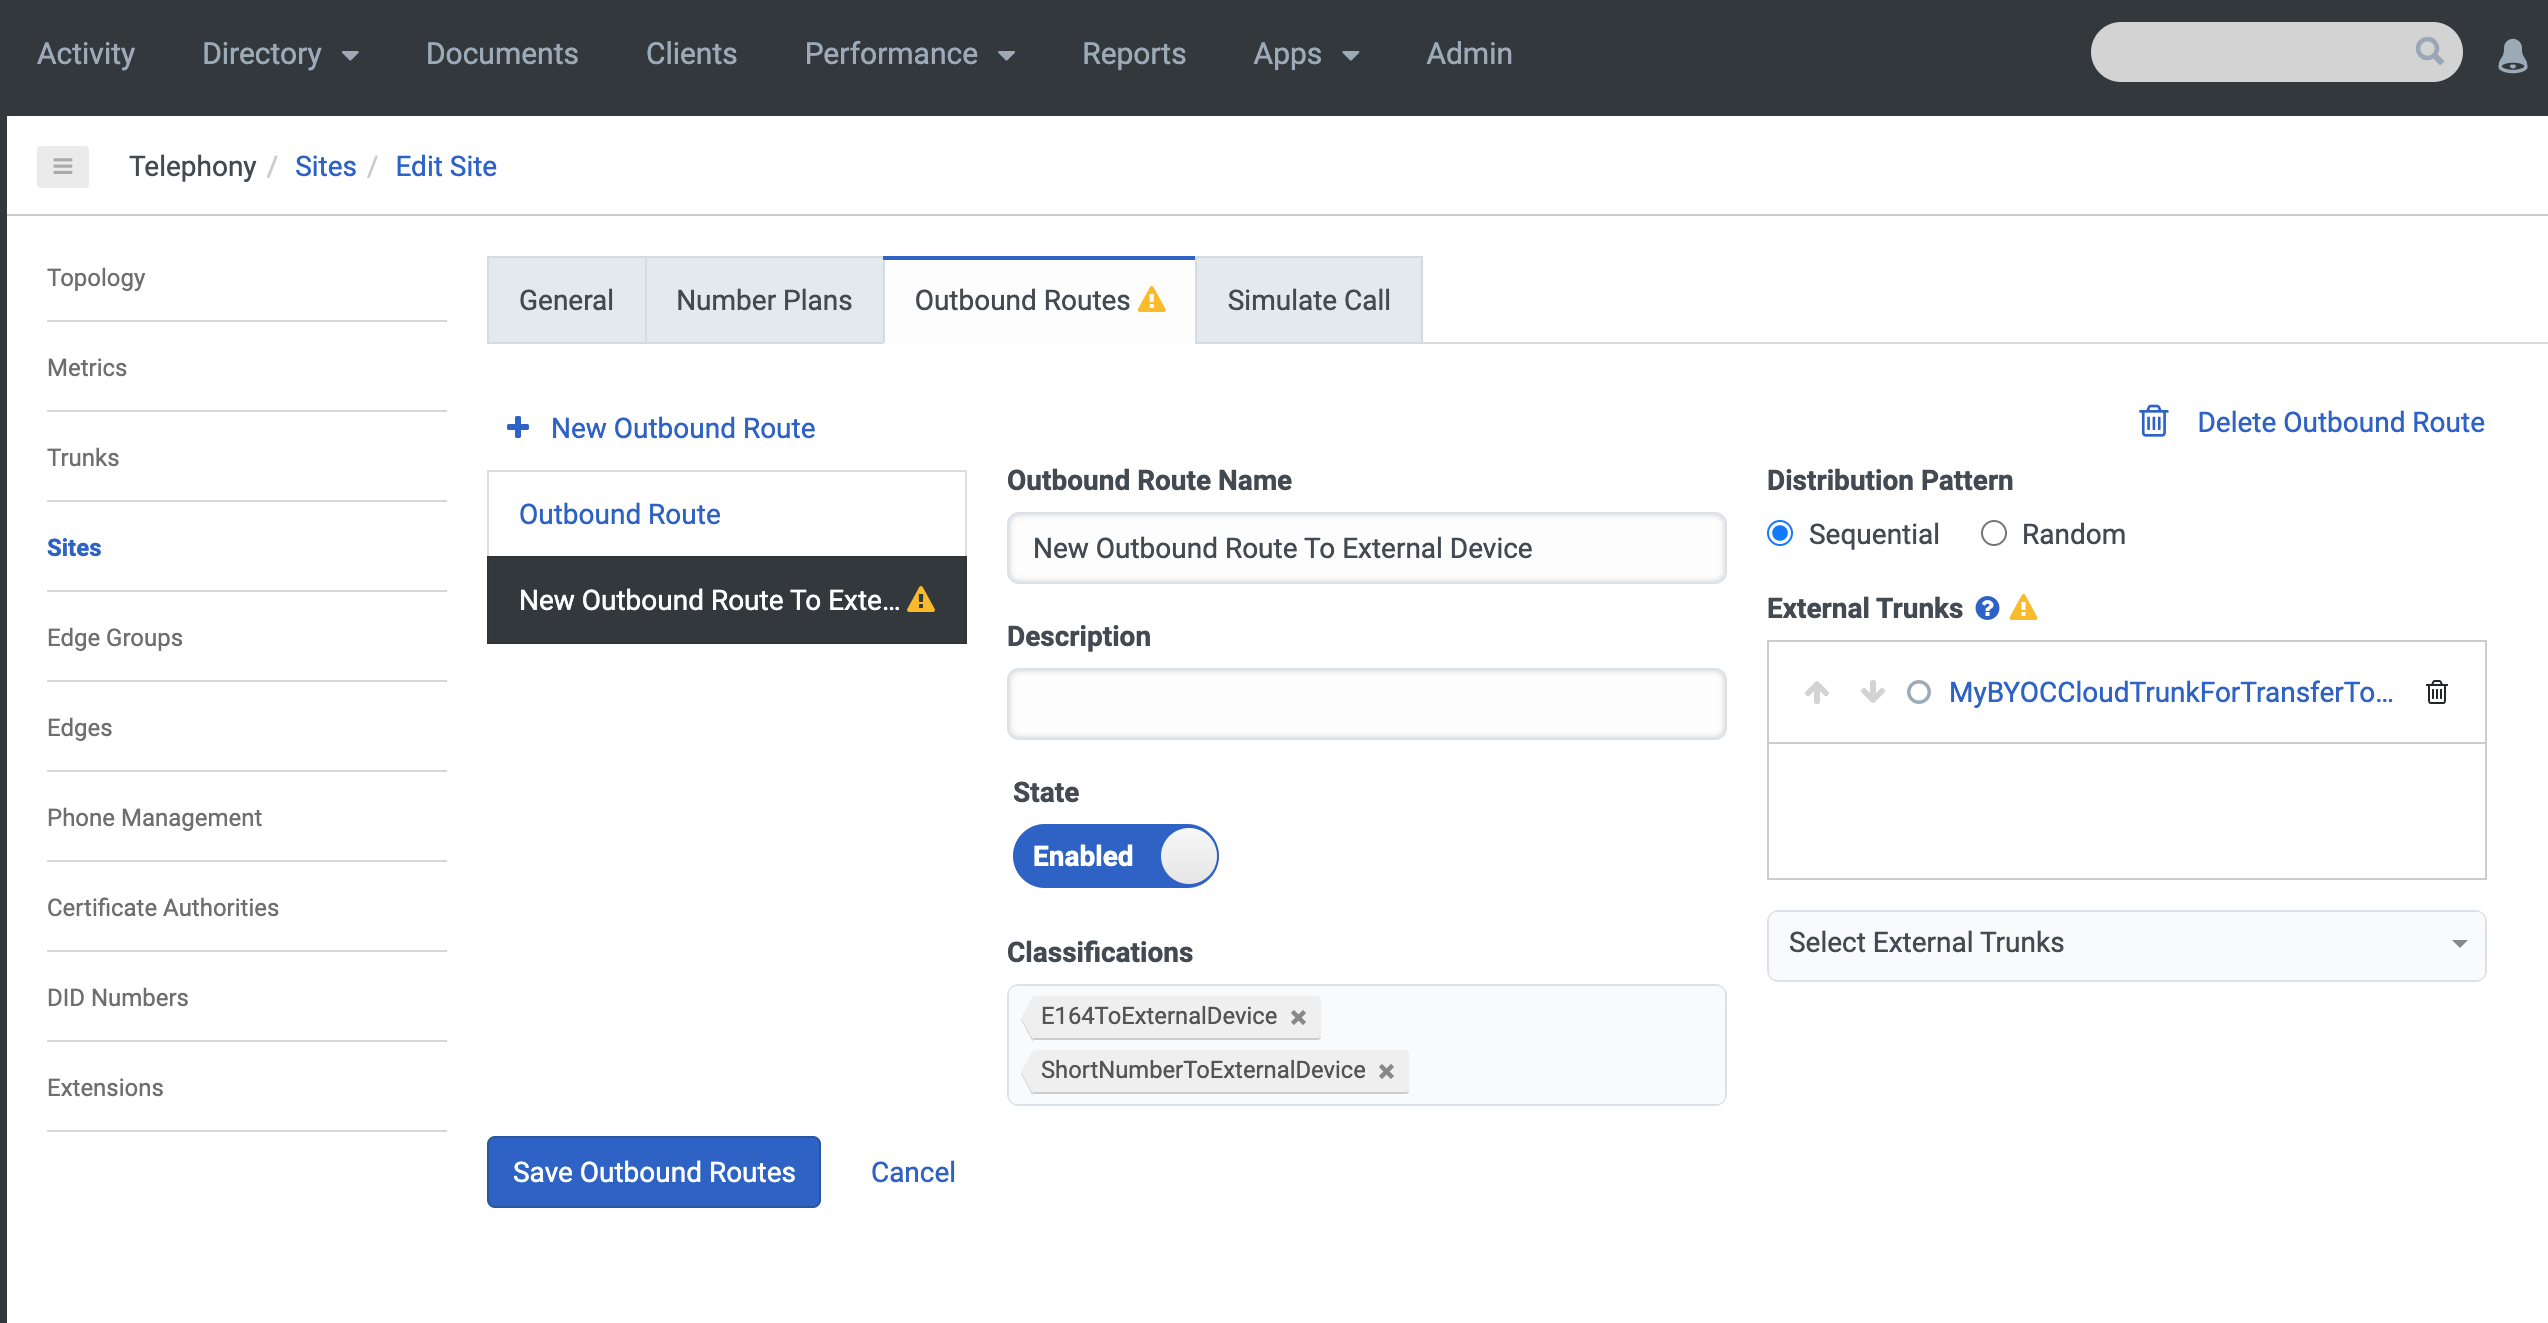 Activity Directory Documents Clients Performance Reports Apps Admin
Telephony / Sites / Edit Site
Topology
Metrics
Trunks
Sites
Edge Groups
Edges
Phone Management
Certificate Authorities
DID Numbers
Extensions
General Number Plans Outbound Routes Simulate Call
New Outbound Route
Delete Outbound Route
Outbound Route
New Outbound Route To Exte...
Outbound Route Name
New Outbound Route To External Device
Description
State
Enabled
Classifications
E164ToExternalDevice
ShortNumberToExternalDevice
Distribution Pattern
Sequential Random
External Trunks
MyBYOCCloudTrunkForTransferTo...
Select External Trunks
Save Outbound Routes Cancel